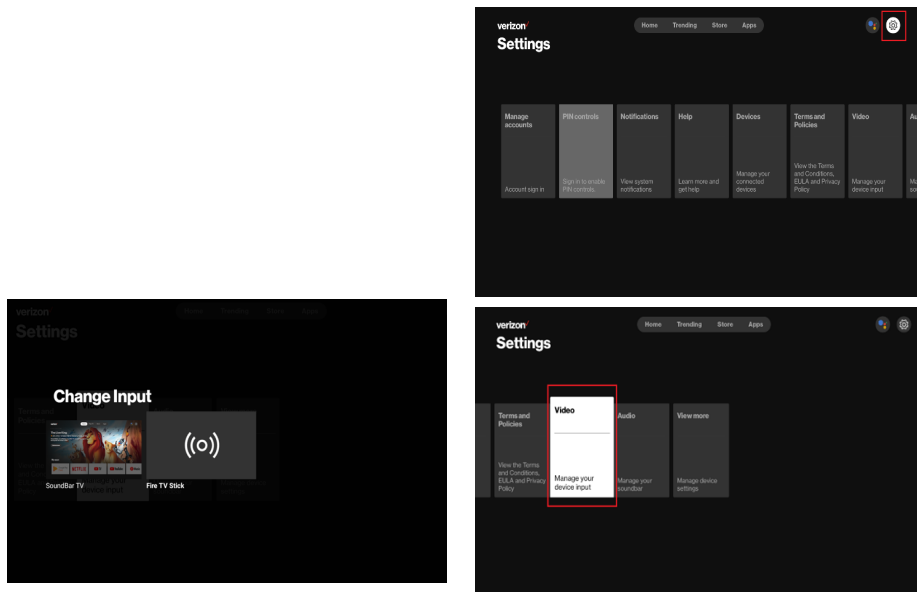 verizon
Home Trending Store Apps
Settings
Manage
accounts
Account sign in
PIN controls
Sign in to enable
PIN controls.
Notifications
View system
notifications
Help
Learn more and
get help
Devices
Manage your
connected
devices
Terms and
Policies
View the Terms
and Conditions,
EULA and Privacy
Policy
Video
Manage your
device input
verizon
Settings
Change Input
SoundBar TV
Fire TV Stick
verizon
Home Trending Store Apps
Settings
Terms and
Policies
View the Terms
and Conditions,
EULA and Privacy
Policy
Video
Manage your
device input
Audio
Manage your
soundbar
View more
Manage device
settings